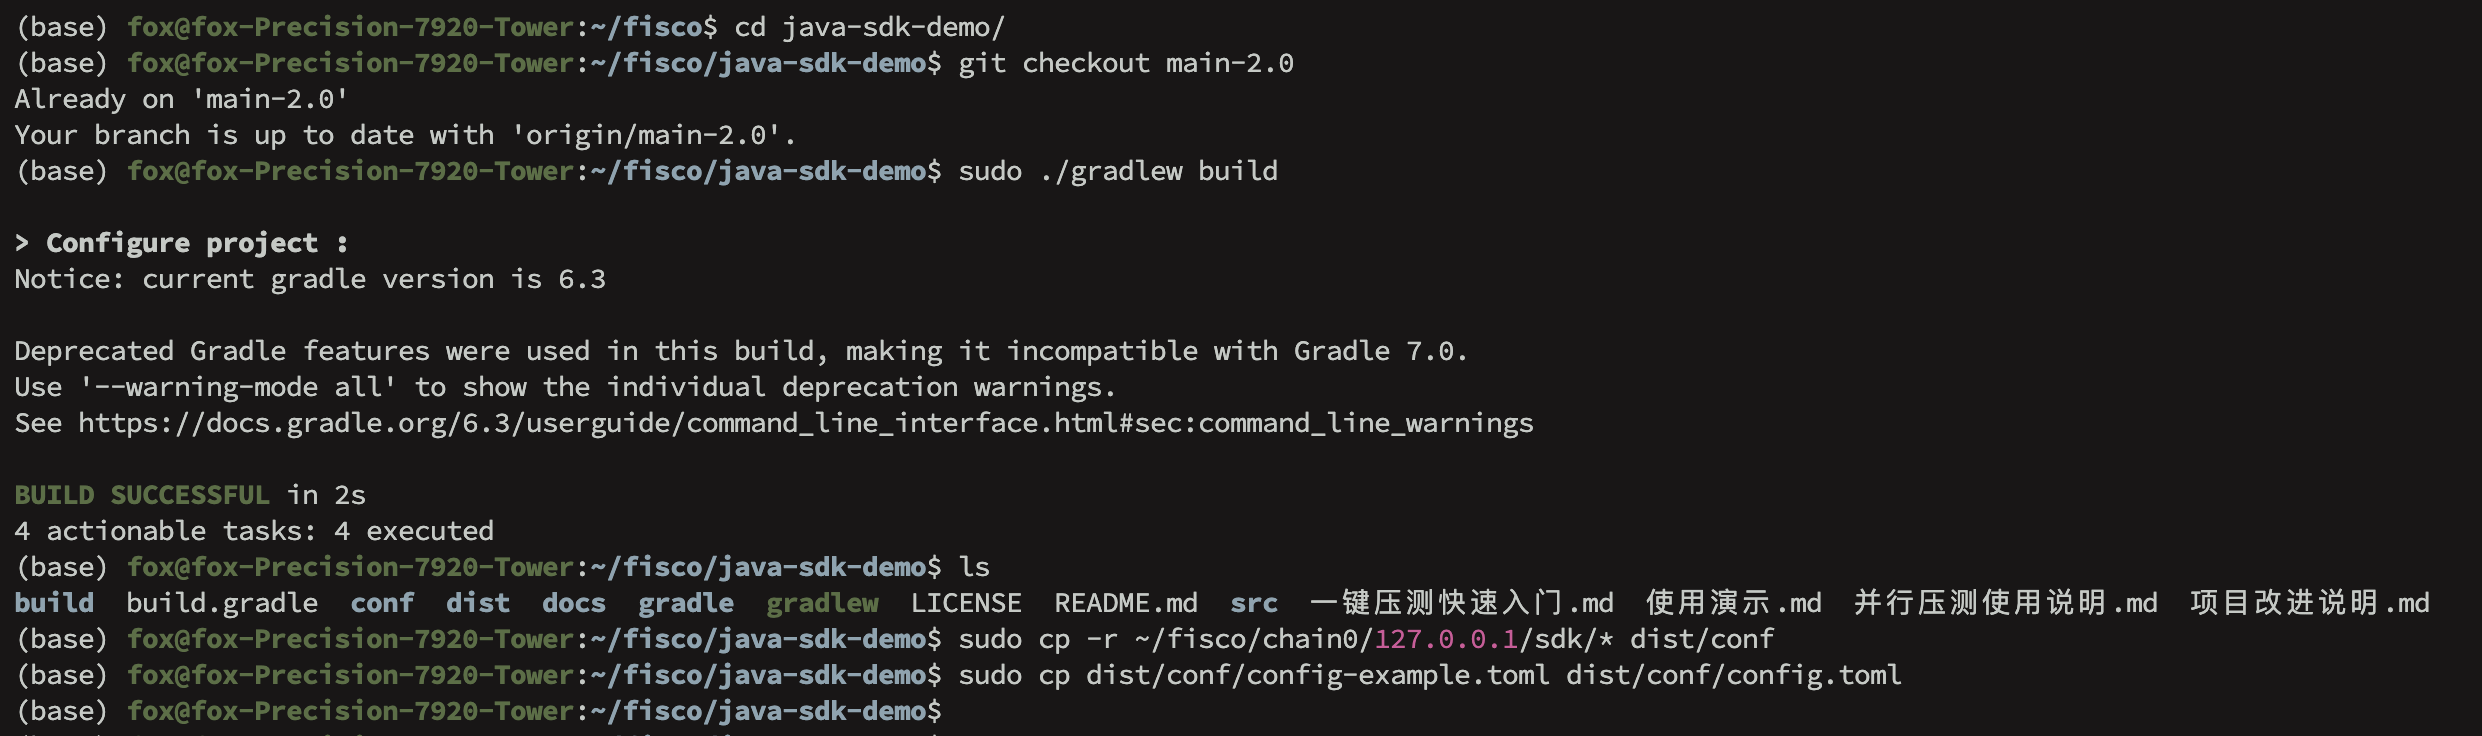 (base) fox@fox-Precision-7920-Tower:~/fisco$ cd java-sdk-demo/
(base) fox@fox-Precision-7920-Tower:~/fisco/java-sdk-demo$ git checkout main-2.0
Already on 'main-2.0'
Your branch is up to date with 'origin/main-2.0'.
(base) fox@fox-Precision-7920-Tower:~/fisco/java-sdk-demo$ sudo ./gradlew build
> Configure project :
Notice: current gradle version is 6.3
Deprecated Gradle features were used in this build, making it incompatible with Gradle 7.0.
Use '--warning-mode all' to show the individual deprecation warnings.
See https://docs.gradle.org/6.3/userguide/command_line_interface.html#sec:command_line_warnings
BUILD SUCCESSFUL in 2s
4 actionable tasks: 4 executed
(base) fox@fox-Precision-7920-Tower:~/fisco/java-sdk-demo$ ls
build  build.gradle  conf  dist  docs  gradle  gradlew  LICENSE  README.md  src  一键压测快速入门.md  使用演示.md  并行压测使用说明.md  项目改进说明.md
(base) fox@fox-Precision-7920-Tower:~/fisco/java-sdk-demo$ sudo cp -r ~/fisco/chain0/127.0.0.1/sdk/* dist/conf
(base) fox@fox-Precision-7920-Tower:~/fisco/java-sdk-demo$ sudo cp dist/conf/config-example.toml dist/conf/config.toml
(base) fox@fox-Precision-7920-Tower:~/fisco/java-sdk-demo$